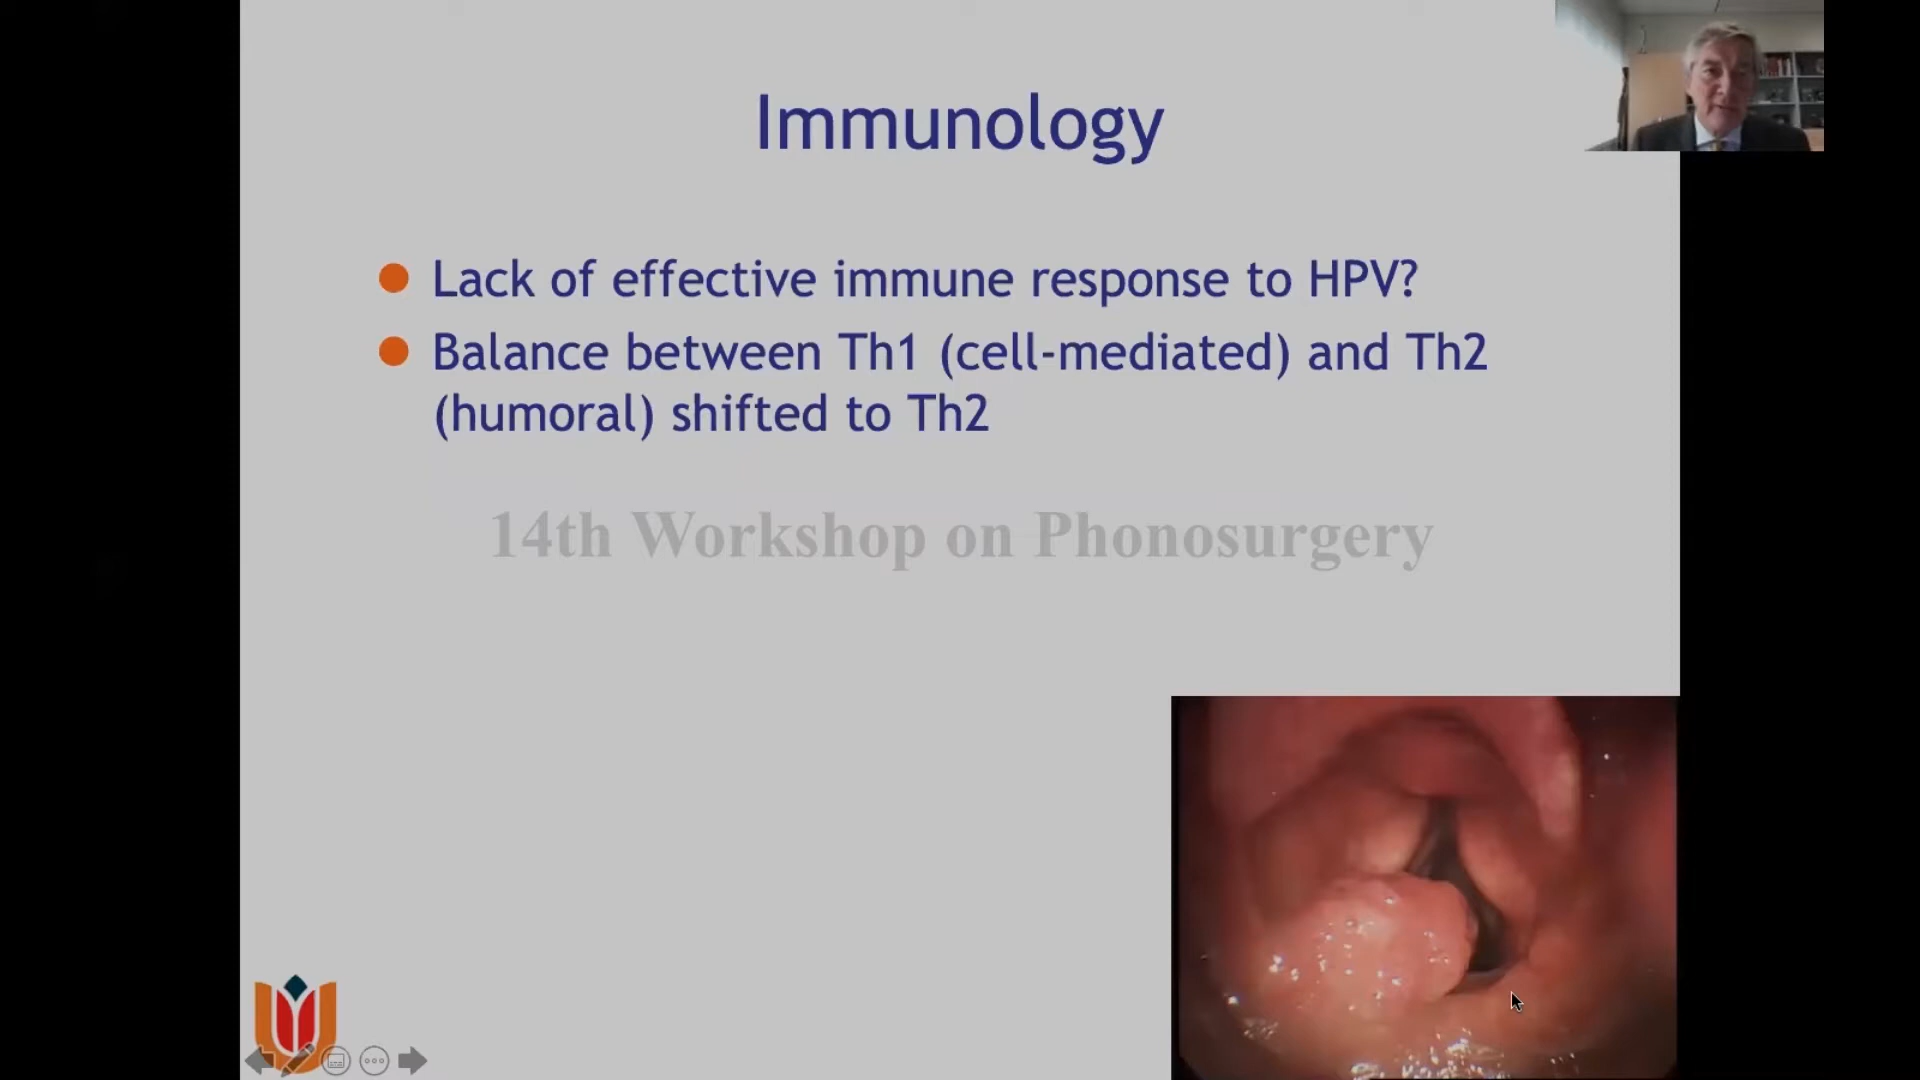 Immunology
Lack of effective immune response to HPV?
Balance between Th1 (cell-mediated) and Th2
(humoral) shifted to Th2
14th Workshop on Phonosurgery